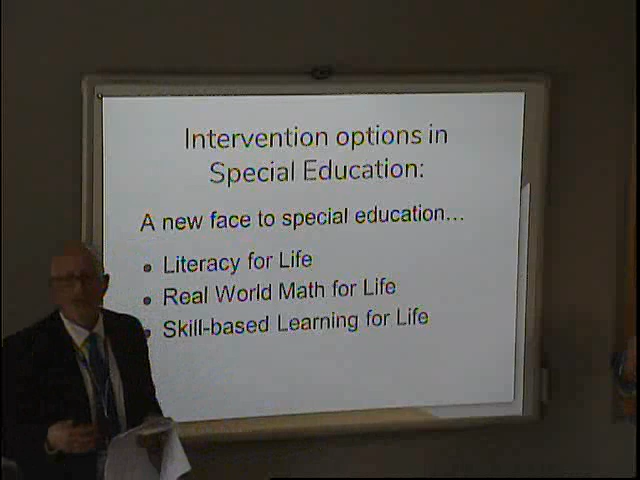 Intervention options in
Special Education:
A new face to special education...
• Literacy for Life
• Real World Math for Life
• Skill-based Learning for Life